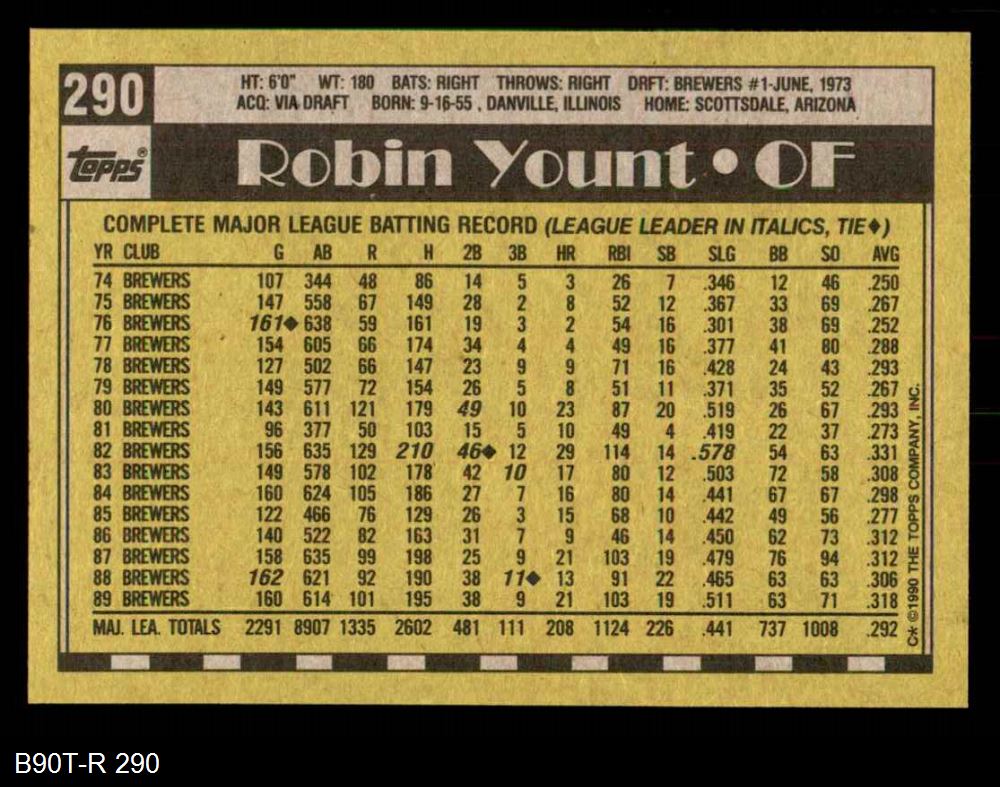 290
HT: 6'0" WT: 180 BATS: RIGHT THROWS: RIGHT DRFT: BREWERS #1-JUNE, 1973
ACQ: VIA DRAFT BORN: 9-16-55 , DANVILLE, ILLINOIS HOME: SCOTTSDALE, ARIZONA
TOPPS® Robin Yount • OF
COMPLETE MAJOR LEAGUE BATTING RECORD (LEAGUE LEADER IN ITALICS, TIE♦)
YR CLUB G AB R H 2B 3B HR RBI SB SLG BB SO AVG
74 BREWERS 107 344 48 86 14 5 3 26 7 .346 12 46 .250
75 BREWERS 147 558 67 149 28 2 8 52 12 .367 33 69 .267
76 BREWERS 161♦ 638 59 161 19 3 2 54 16 .301 38 69 .252
77 BREWERS 154 605 66 174 34 4 4 49 16 .377 41 80 .288
78 BREWERS 127 502 66 147 23 9 9 71 16 .428 24 43 .293
79 BREWERS 149 577 72 154 26 5 8 51 11 .371 35 52 .267
80 BREWERS 143 611 121 179 49 10 23 87 20 .519 26 67 .293
81 BREWERS 96 377 50 103 15 5 10 49 4 .419 22 37 .273
82 BREWERS 156 635 129 210 46♦ 12 29 114 14 .578 54 63 .331
83 BREWERS 149 578 102 178 42 10 17 80 12 .503 72 58 .308
84 BREWERS 160 624 105 186 27 7 16 80 14 .441 67 67 .298
85 BREWERS 122 466 76 129 26 3 15 68 10 .442 49 56 .277
86 BREWERS 140 522 82 163 31 7 9 46 14 .450 62 73 .312
87 BREWERS 158 635 99 198 25 9 21 103 19 .479 76 94 .312
88 BREWERS 162 621 92 190 38 11♦ 13 91 22 .465 63 63 .306
89 BREWERS 160 614 101 195 38 9 21 103 19 .511 63 71 .318
MAJ. LEA. TOTALS 2291 8907 1335 2602 481 111 208 1124 226 .441 737 1008 .292
C* ©1990 THE TOPPS COMPANY, INC.
B90T-R 290